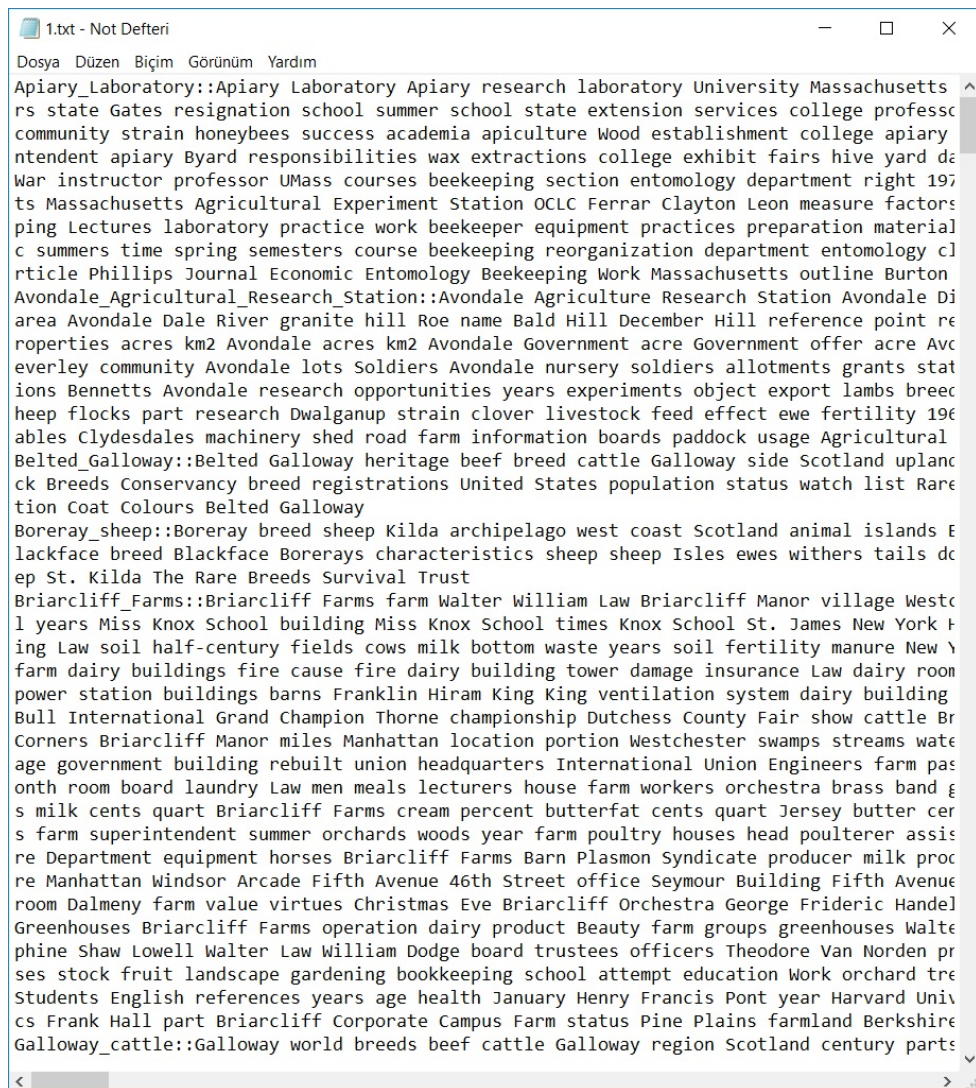 1.txt - Not Defteri
Dosya Düzen Biçim Görünüm Yardım
Apiary_Laboratory::Apiary Laboratory Apiary research laboratory University Massachusetts
rs state Gates resignation school summer school state extension services college professo
community strain honeybees success academia apiculture Wood establishment college apiary
ntendent apiary Byard responsibilities wax extractions college exhibit fairs hive yard da
War instructor professor UMass courses beekeeping section entomology department right 197
ts Massachusetts Agricultural Experiment Station OCLC Ferrar Clayton Leon measure factors
ping Lectures laboratory practice work beekeeper equipment practices preparation material
c summers time spring semesters course beekeeping reorganization department entomology cl
rticle Phillips Journal Economic Entomology Beekeeping Work Massachusetts outline Burton
Avondale_Agricultural_Research_Station::Avondale Agriculture Research Station Avondale Di
area Avondale Dale River granite hill Roe name Bald Hill December Hill reference point re
roperties acres km2 Avondale acres km2 Avondale Government acre Government offer acre Avo
everley community Avondale lots Soldiers Avondale nursery soldiers allotments grants stat
ions Bennetts Avondale research opportunities years experiments object export lambs breed
heep flocks part research Dwalganup strain clover livestock feed effect ewe fertility 196
ables Clydesdales machinery shed road farm information boards paddock usage Agricultural
Belted_Galloway::Belted Galloway heritage beef breed cattle Galloway side Scotland upland
ck Breeds Conservancy breed registrations United States population status watch list Rare
tion Coat Colours Belted Galloway
Boreray_sheep::Boreray breed sheep Kilda archipelago west coast Scotland animal islands
lackface breed Blackface Borerays characteristics sheep sheep Isles ewes withers tails do
ep St. Kilda The Rare Breeds Survival Trust
Briarcliff_Farms::Briarcliff Farms farm Walter William Law Briarcliff Manor village Westc
l years Miss Knox School building Miss Knox School times Knox School St. James New York
ing Law soil half-century fields cows milk bottom waste years soil fertility manure New
farm dairy buildings fire cause fire dairy building tower damage insurance Law dairy room
power station buildings barns Franklin Hiram King King ventilation system dairy building
Bull International Grand Champion Thorne championship Dutchess County Fair show cattle Br
Corners Briarcliff Manor miles Manhattan location portion Westchester swamps streams wate
age government building rebuilt union headquarters International Union Engineers farm pas
onth room board laundry Law men meals lecturers house farm workers orchestra brass band g
s milk cents quart Briarcliff Farms cream percent butterfat cents quart Jersey butter cen
s farm superintendent summer orchards woods year farm poultry houses head poulterer assis
re Department equipment horses Briarcliff Farms Barn Plasmon Syndicate producer milk prod
re Manhattan Windsor Arcade Fifth Avenue 46th Street office Seymour Building Fifth Avenue
room Dalmeny farm value virtues Christmas Eve Briarcliff Orchestra George Frideric Handel
Greenhouses Briarcliff Farms operation dairy product Beauty farm groups greenhouses Walte
phine Shaw Lowell Walter Law William Dodge board trustees officers Theodore Van Norden pr
ses stock fruit landscape gardening bookkeeping school attempt education Work orchard tre
Students English references years age health January Henry Francis Pont year Harvard Univ
cs Frank Hall part Briarcliff Corporate Campus Farm status Pine Plains farmland Berkshire
Galloway_cattle::Galloway world breeds beef cattle Galloway region Scotland century parts